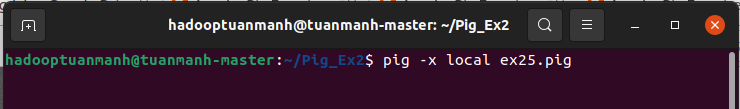 hadooptuanmanh@tuanmanh-master: ~/Pig_Ex2
hadooptuanmanh@tuanmanh-master:~/Pig_Ex2$ pig -x local ex25.pig